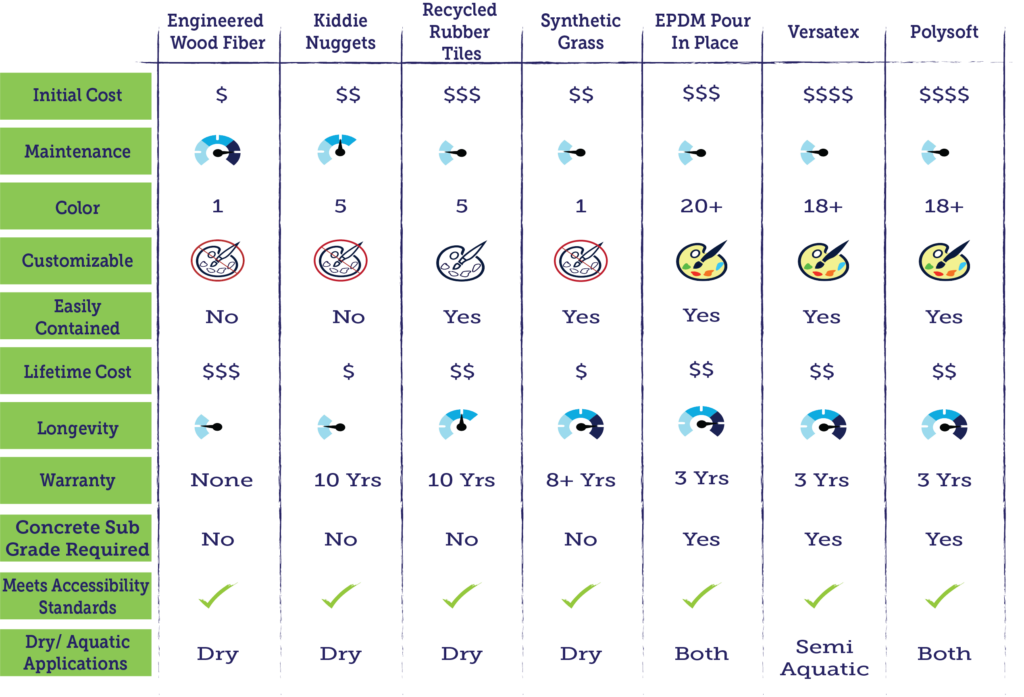 Engineered
Wood Fiber
Kiddie
Nuggets
Recycled
Rubber
Tiles
Synthetic
Grass
EPDM Pour
In Place
Versatex
Polysoft
Initial Cost
$ $$ $$$ $$ $$$ $$$$ $$$$
Maintenance
Color
1 5 5 1 20+ 18+ 18+
Customizable
Easily
Contained
No No Yes Yes Yes Yes Yes
Lifetime Cost
$$$ $ $$ $ $$ $$ $$
Longevity
Warranty
None 10 Yrs 10 Yrs 8+ Yrs 3 Yrs 3 Yrs 3 Yrs
Concrete Sub
Grade Required
No No No No Yes Yes Yes
Meets Accessibility
Standards
Dry/ Aquatic
Applications
Dry Dry Dry Dry Both
Semi
Aquatic
Both